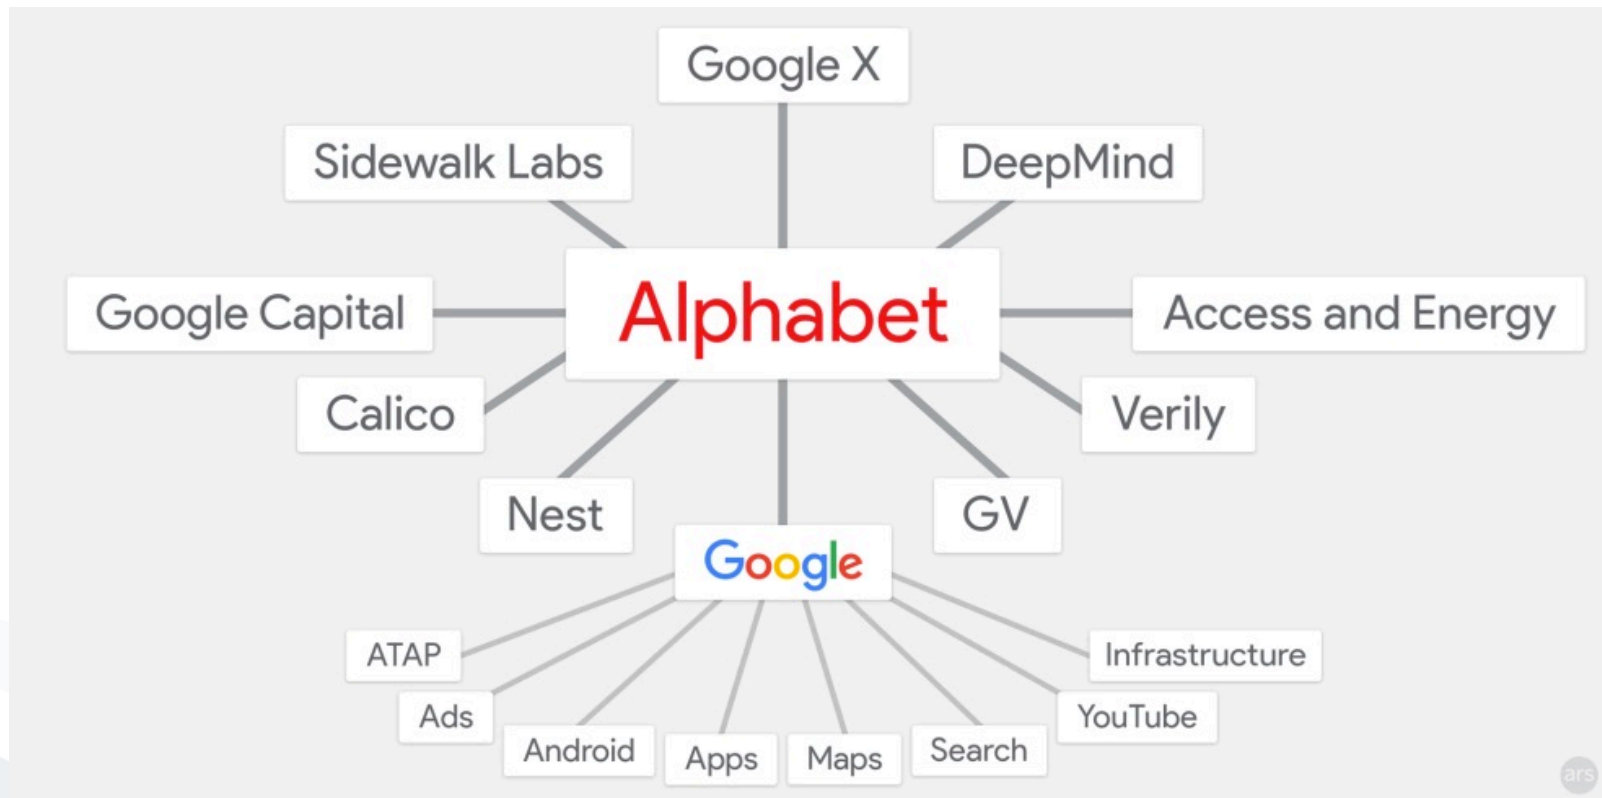 Google X
Sidewalk Labs
DeepMind
Alphabet
Google Capital
Access and Energy
Calico
Verily
Nest
GV
Google
ATAP
Infrastructure
Ads
YouTube
Android
Apps
Maps
Search
ars